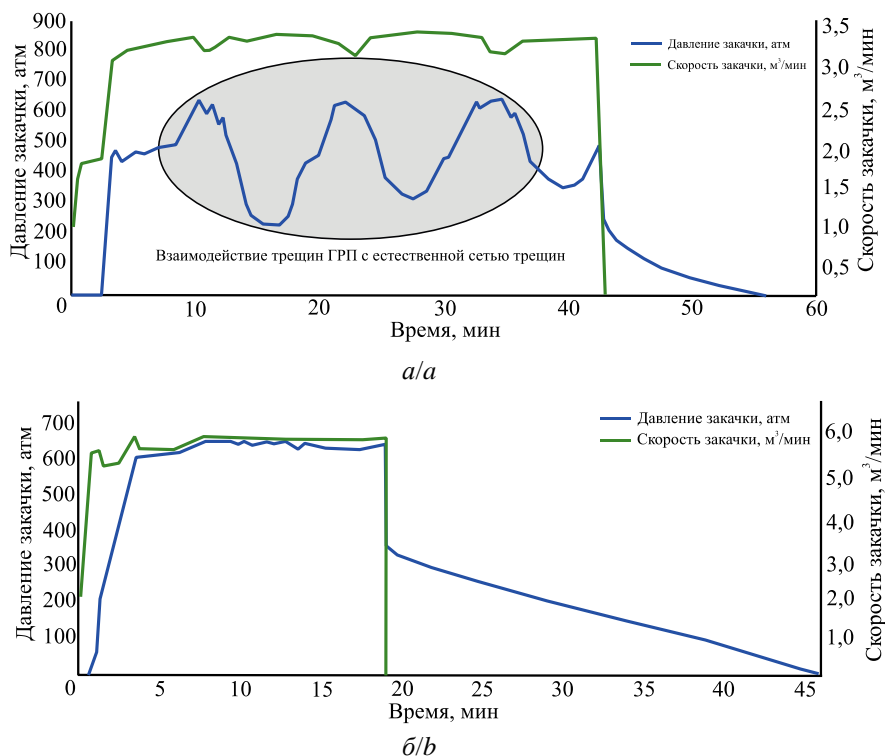 900
800
700
600
500
400
300
200
100
0
Давление закачки, атм
3,5
3,0
2,5
2,0
1,5
1,0
0,5
Скорость закачки, м³/мин
Давление закачки, атм
Скорость закачки, м³/мин
Взаимодействие трещин ГРП с естественной сетью трещин
10 20 30 40 50 60
Время, мин
а/a
700
600
500
400
300
200
100
0
Давление закачки, атм
6,0
5,0
4,0
3,0
2,0
1,0
Скорость закачки, м³/мин
Давление закачки, атм
Скорость закачки, м³/мин
5 10 15 20 25 30 35 40 45
Время, мин
б/b